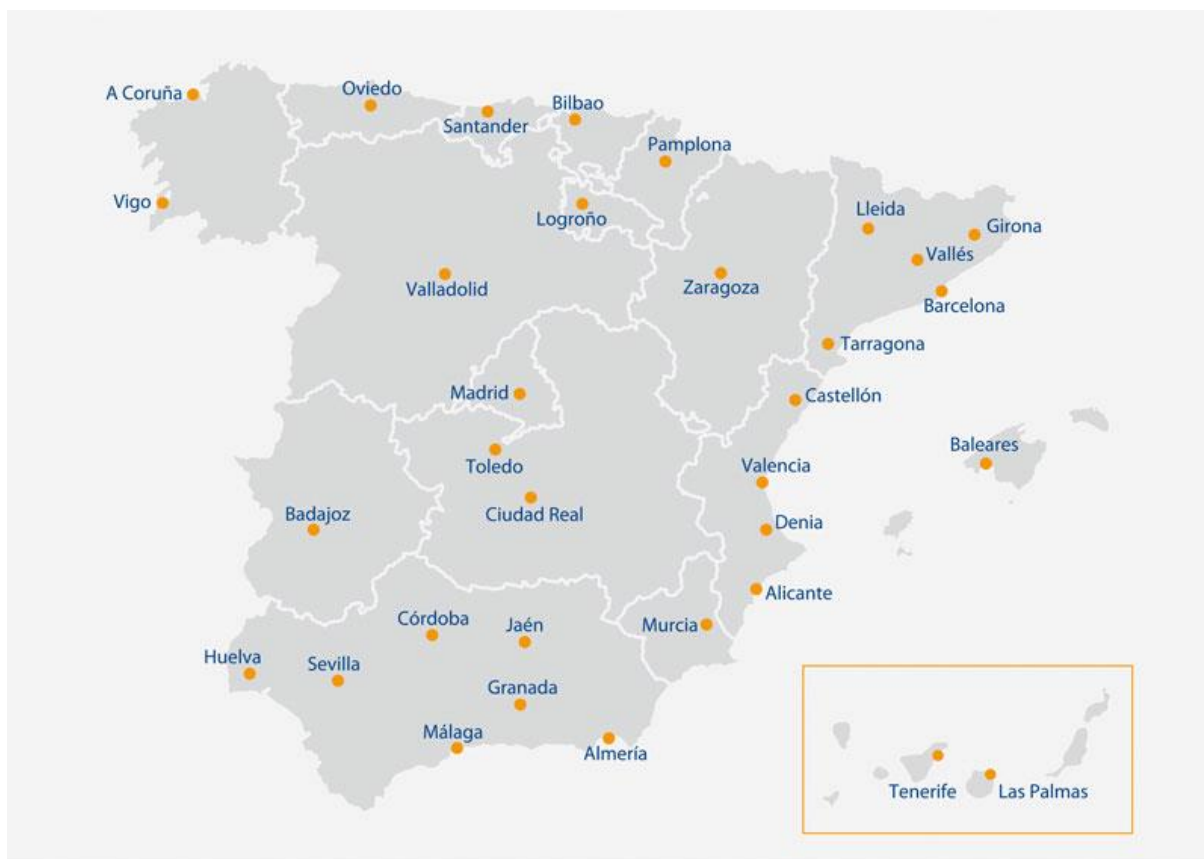 A Coruña
Oviedo
Santander
Bilbao
Pamplona
Vigo
Logroño
Lleida
Girona
Vallés
Valladolid
Zaragoza
Barcelona
Tarragona
Madrid
Castellón
Toledo
Baleares
Valencia
Badajoz
Ciudad Real
Denia
Alicante
Córdoba
Jaén
Murcia
Huelva
Sevilla
Granada
Málaga
Almería
Tenerife
Las Palmas